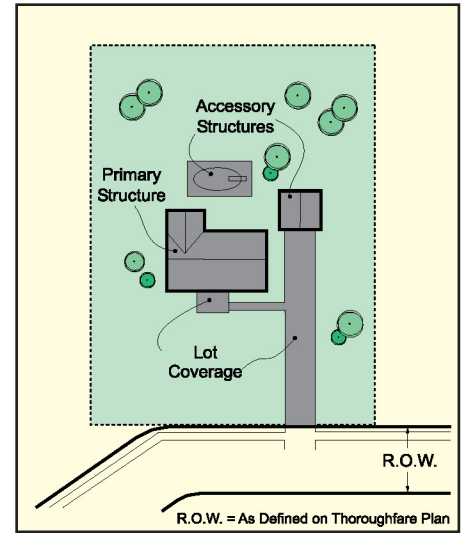 Accessory
Structures
Primary
Structure
Lot
Coverage
R.O.W.
R.O.W. = As Defined on Thoroughfare Plan